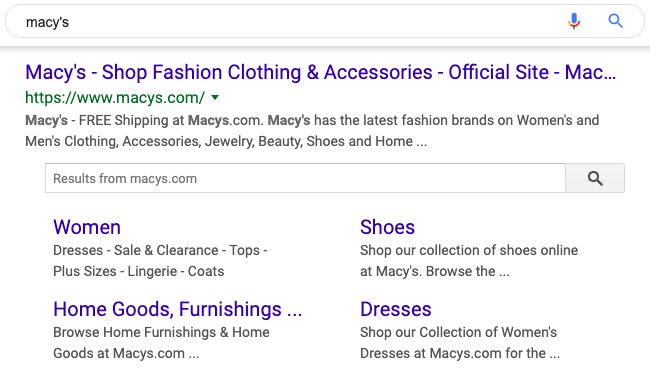 macy's
Macy's - Shop Fashion Clothing & Accessories - Official Site - Mac...
https://www.macys.com/
Macy's - FREE Shipping at Macys.com. Macy's has the latest fashion brands on Women's and
Men's Clothing, Accessories, Jewelry, Beauty, Shoes and Home ...
Results from macys.com
Women
Dresses - Sale & Clearance - Tops -
Plus Sizes - Lingerie - Coats
Shoes
Shop our collection of shoes online
at Macy's. Browse the ...
Home Goods, Furnishings ...
Browse Home Furnishings & Home
Goods at Macys.com ...
Dresses
Shop our Collection of Women's
Dresses at Macys.com for the ...